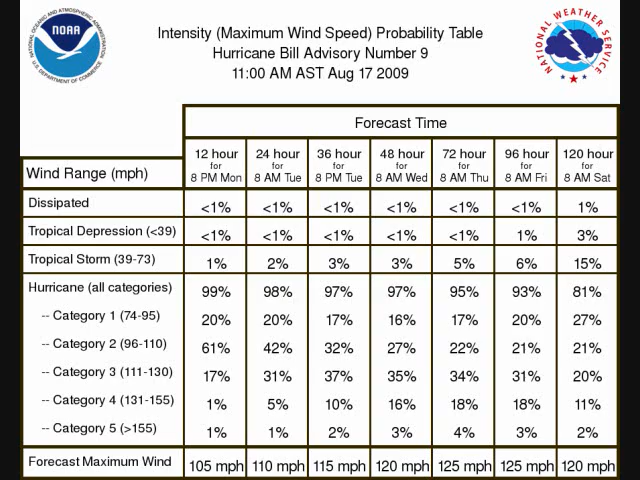 NATIONAL OCEANIC AND ATMOSPHERIC ADMINISTRATION
NOAA
U.S. DEPARTMENT OF COMMERCE
Intensity (Maximum Wind Speed) Probability Table
Hurricane Bill Advisory Number 9
11:00 AM AST Aug 17 2009
NATIONAL WEATHER SERVICE
Forecast Time
Wind Range (mph) 12 hour 24 hour 36 hour 48 hour 72 hour 96 hour 120 hour
for for for for for for for
8 PM Mon 8 AM Tue 8 PM Tue 8 AM Wed 8 AM Thu 8 AM Fri 8 AM Sat
Dissipated <1% <1% <1% <1% <1% <1% 1%
Tropical Depression (<39) <1% <1% <1% <1% <1% 1% 3%
Tropical Storm (39-73) 1% 2% 3% 3% 5% 6% 15%
Hurricane (all categories) 99% 98% 97% 97% 95% 93% 81%
-- Category 1 (74-95) 20% 20% 17% 16% 17% 20% 27%
-- Category 2 (96-110) 61% 42% 32% 27% 22% 21% 21%
-- Category 3 (111-130) 17% 31% 37% 35% 34% 31% 20%
-- Category 4 (131-155) 1% 5% 10% 16% 18% 18% 11%
-- Category 5 (>155) 1% 1% 2% 3% 4% 3% 2%
Forecast Maximum Wind 105 mph 110 mph 115 mph 120 mph 125 mph 125 mph 120 mph